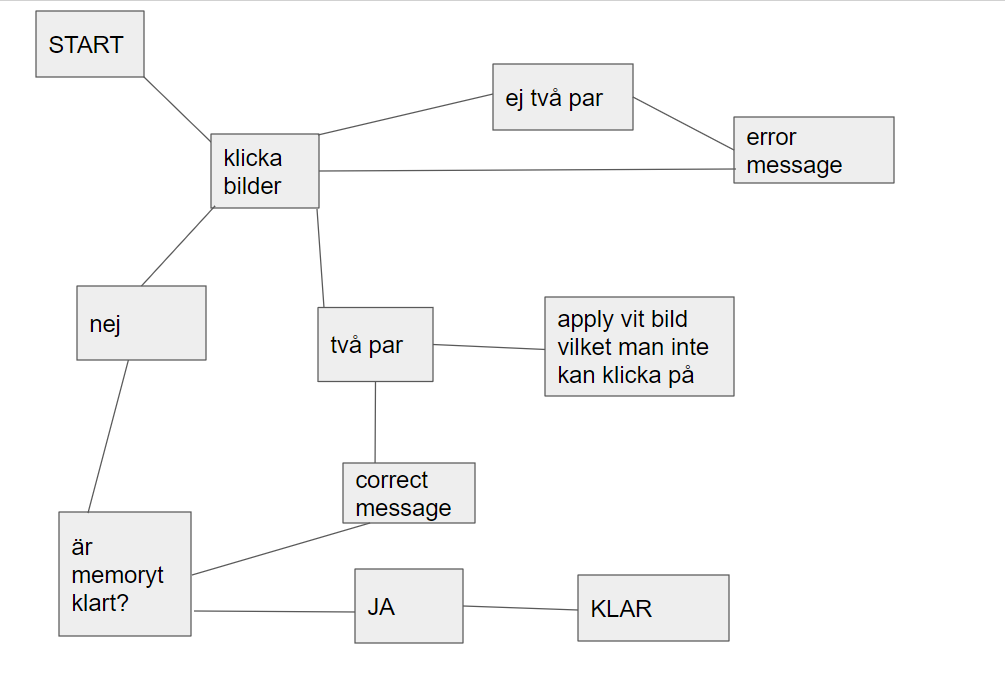 START
ej två par
error
message
klicka
bilder
nej
två par
apply vit bild
vilket man inte
kan klicka på
correct
message
är
memoryt
klart?
JA
KLAR